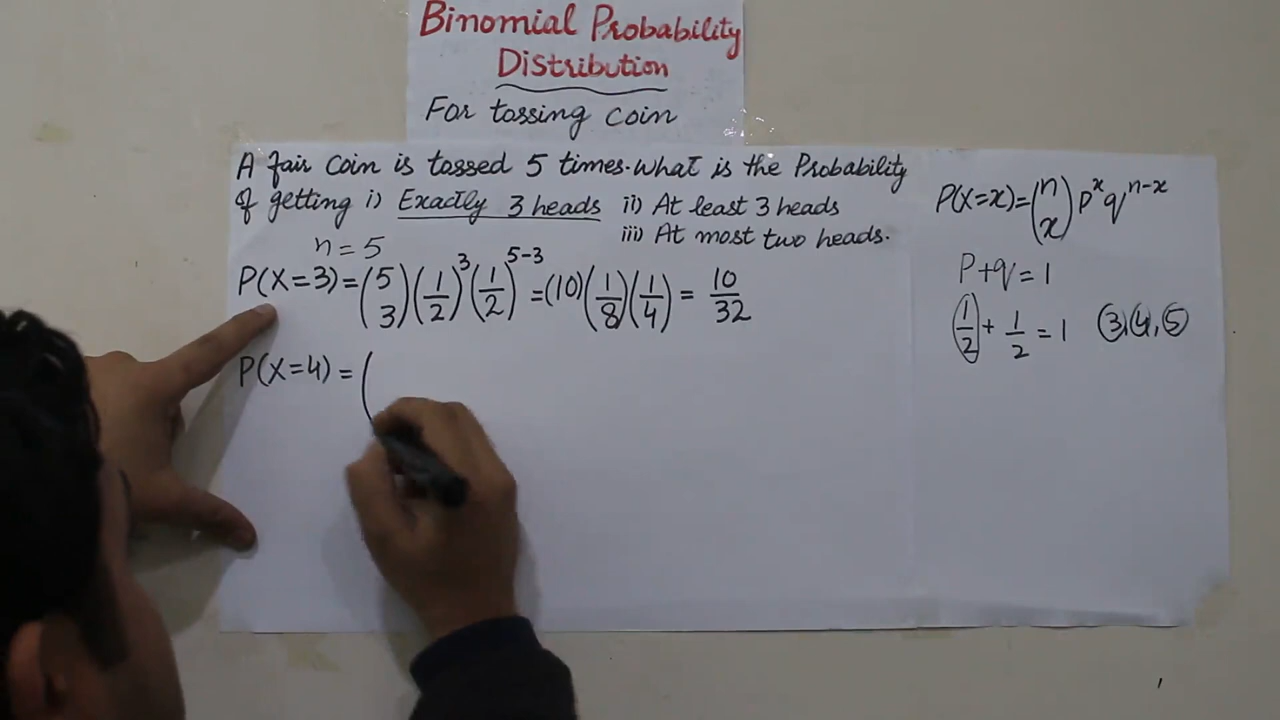 Binomial Probability
Distribution
For tossing coin
A fair coin is tossed 5 times. What is the Probability
of getting i) Exactly 3 heads ii) At least 3 heads
iii) At most two heads.
n = 5
P(X=3) = (5 3) (1/2)^3 (1/2)^5-3 = (10) (1/8) (1/4) = 10/32
P(X=4) = (
P(X=x) = (n x) p^x q^n-x
P+q = 1
(1/2) + 1/2 = 1 3, 4, 5